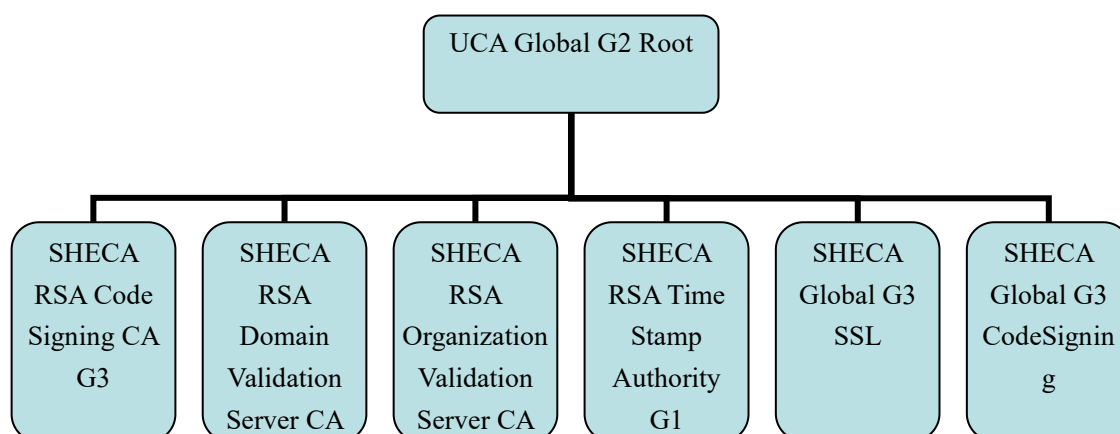 UCA Global G2 Root
SHECA
RSA Code
Signing CA
G3
SHECA
RSA
Domain
Validation
Server CA
SHECA
RSA
Organization
Validation
Server CA
SHECA
RSA Time
Stamp
Authority
G1
SHECA
Global G3
SSL
SHECA
Global G3
CodeSignin
g